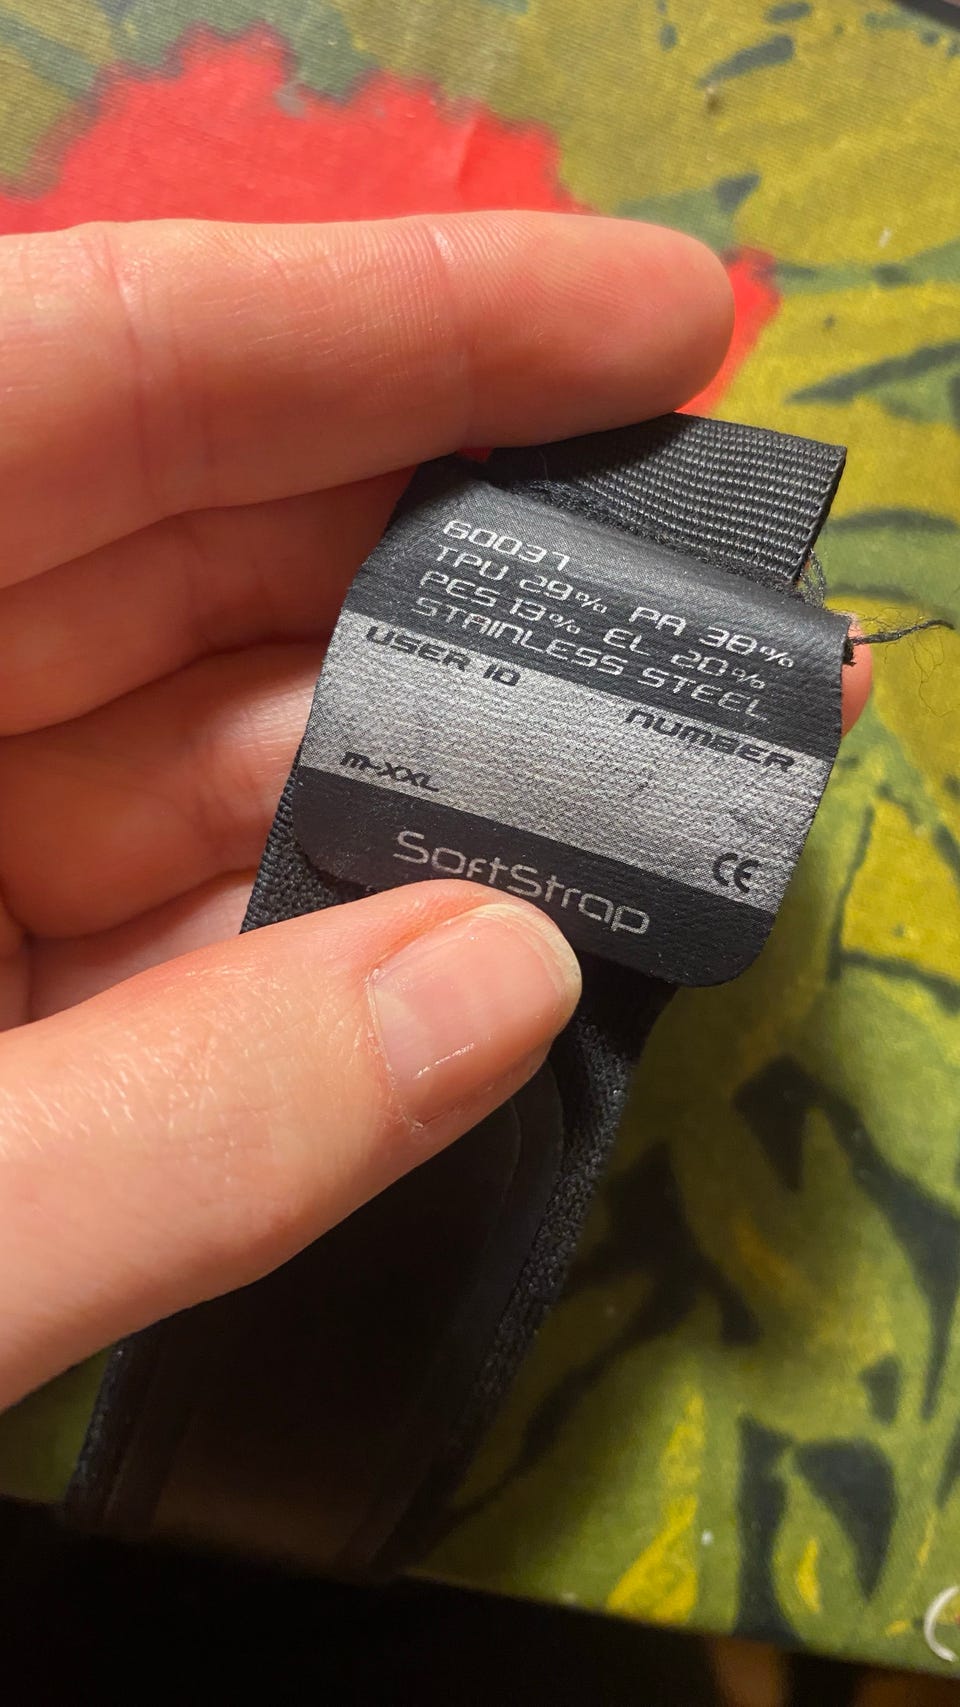 60037
TPU 29% PA 38%
PES 13% EL 20%
STAINLESS STEEL
USER ID
NUMBER
M-XXL
CE
SoftStrap